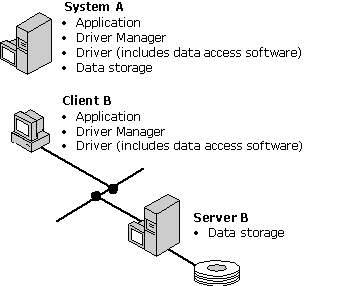 System A
• Application
• Driver Manager
• Driver (includes data access software)
• Data storage
Client B
• Application
• Driver Manager
• Driver (includes data access software)
Server B
• Data storage